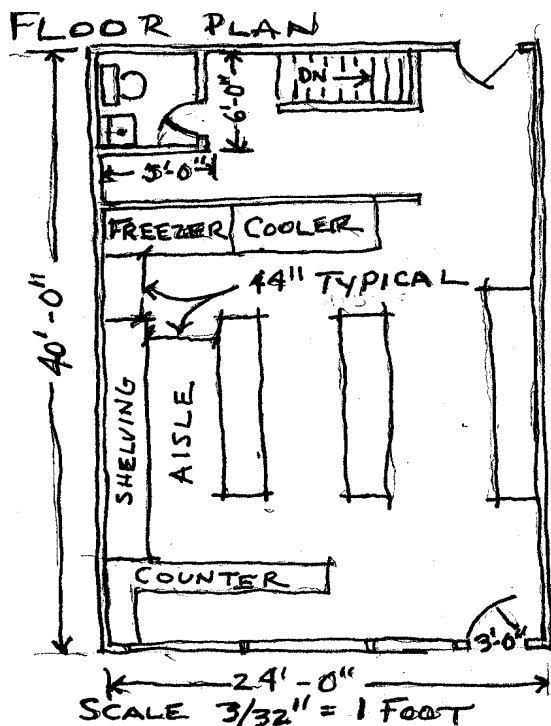 FLOOR PLAN
DN
6'-0"
5'-0"
FREEZER
COOLER
44" TYPICAL
40'-0"
SHELVING
AISLE
COUNTER
3'-0"
24'-0"
SCALE 3/32" = 1 FOOT